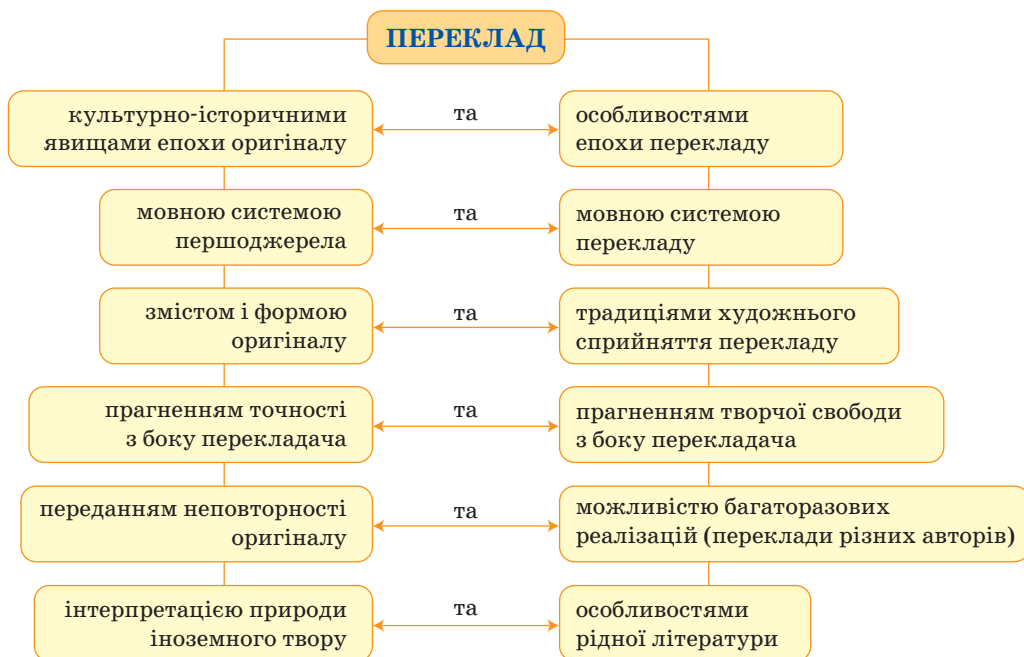 ПЕРЕКЛАД
культурно-історичними
явищами епохи оригіналу
та
особливостями
епохи перекладу
мовною системою
першоджерела
та
мовною системою
перекладу
змістом і формою
оригіналу
та
традиціями художнього
сприйняття перекладу
прагненням точності
з боку перекладача
та
прагненням творчої свободи
з боку перекладача
переданням неповторності
оригіналу
та
можливістю багаторазових
реалізацій (переклади різних авторів)
інтерпретацією природи
іноземного твору
та
особливостями
рідної літератури